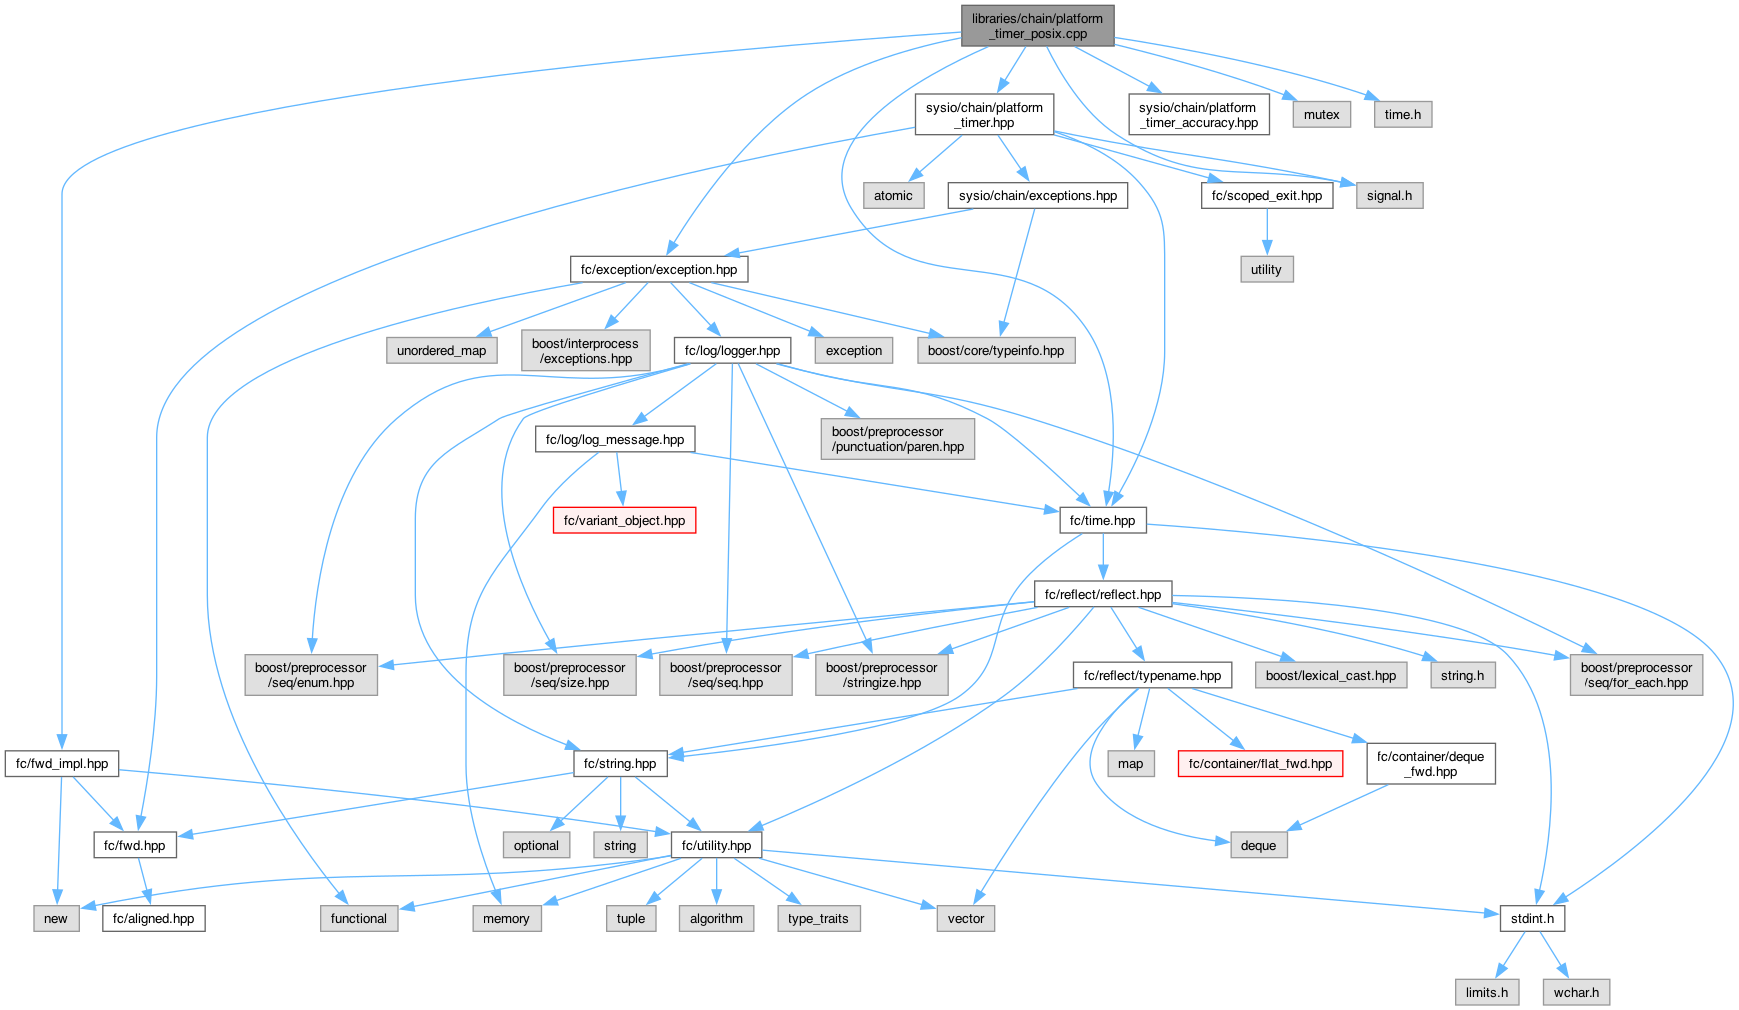 libraries/chain/platform
_timer_posix.cpp
sysio/chain/platform
_timer.hpp
sysio/chain/platform
_timer_accuracy.hpp
mutex
time.h
atomic
sysio/chain/exceptions.hpp
fc/scoped_exit.hpp
signal.h
fc/exception/exception.hpp
utility
unordered_map
boost/interprocess
/exceptions.hpp
fc/log/logger.hpp
exception
boost/core/typeinfo.hpp
fc/log/log_message.hpp
boost/preprocessor
/punctuation/paren.hpp
fc/variant_object.hpp
fc/time.hpp
fc/reflect/reflect.hpp
boost/preprocessor
/seq/enum.hpp
boost/preprocessor
/seq/size.hpp
boost/preprocessor
/seq/seq.hpp
boost/preprocessor
/stringize.hpp
fc/reflect/typename.hpp
boost/lexical_cast.hpp
string.h
boost/preprocessor
/seq/for_each.hpp
fc/fwd_impl.hpp
fc/string.hpp
map
fc/container/flat_fwd.hpp
fc/container/deque
_fwd.hpp
fc/fwd.hpp
optional
string
fc/utility.hpp
deque
new
fc/aligned.hpp
functional
memory
tuple
algorithm
type_traits
vector
stdint.h
limits.h
wchar.h